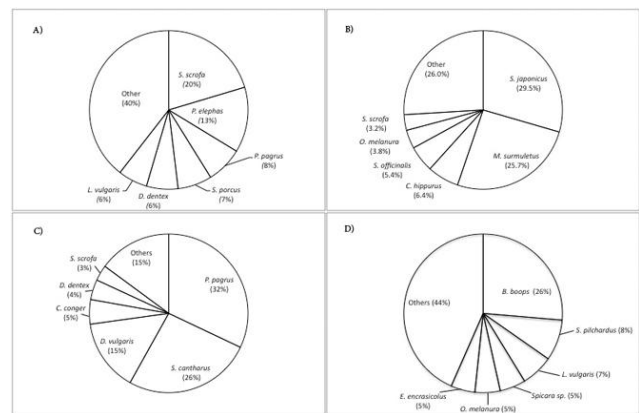 A)
S. scrofa
(20%)
P. elephas
(13%)
P. pagrus
(8%)
S. porcus
(7%)
D. dentex
(6%)
L. vulgaris
(6%)
Other
(40%)
B)
S. japonicus
(29.5%)
M. surmuletus
(25.7%)
C. hippurus
(6.4%)
S. officinalis
(5.4%)
O. melanura
(3.8%)
S. scrofa
(3.2%)
Other
(26.0%)
C)
P. pagrus
(32%)
S. cantharus
(26%)
D. vulgaris
(15%)
C. conger
(5%)
D. dentex
(4%)
S. scrofa
(3%)
Others
(15%)
D)
B. boops (26%)
S. pilchardus (8%)
L. vulgaris (7%)
Spicara sp. (5%)
O. melanura (5%)
E. encrasicolus
(5%)
Others (44%)